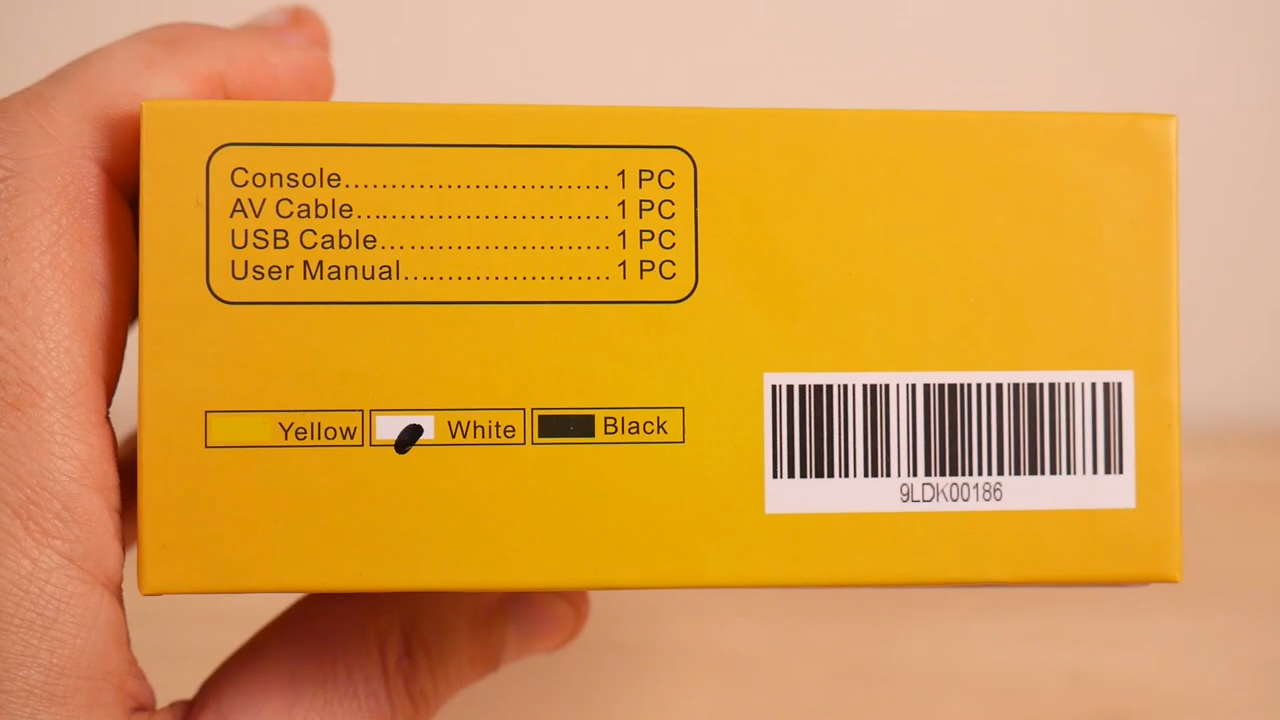 Console.................................. 1 PC
AV Cable................................ 1 PC
USB Cable............................. 1 PC
User Manual.......................... 1 PC
Yellow White Black
9LDK00186